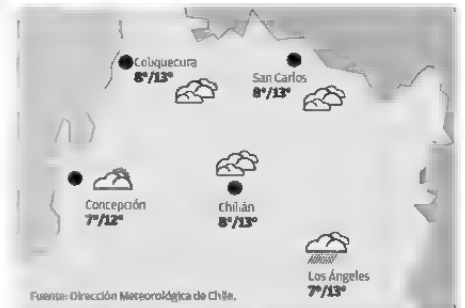 Cobquecura
8°/13°
San Carlos
8°/13°
Concepción
7°/12°
Chillán
8°/13°
Los Ángeles
7°/13°
Fuente: Dirección Meteorológica de Chile.